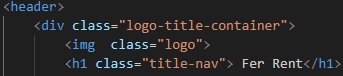 <header>
<div class="logo-title-container">
<img  class="logo">
<h1 class="title-nav"> Fer Rent</h1>